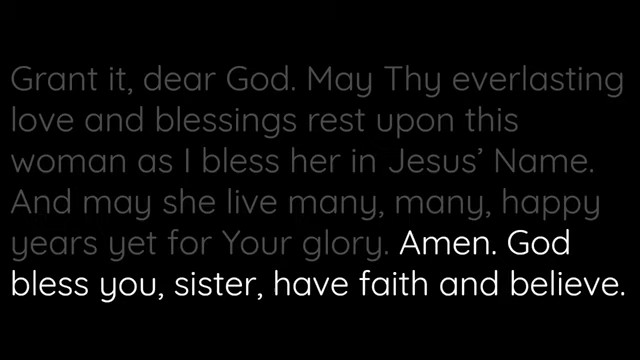 Grant it, dear God. May Thy everlasting
love and blessings rest upon this
woman as I bless her in Jesus’ Name.
And may she live many, many, happy
years yet for Your glory. Amen. God
bless you, sister, have faith and believe.